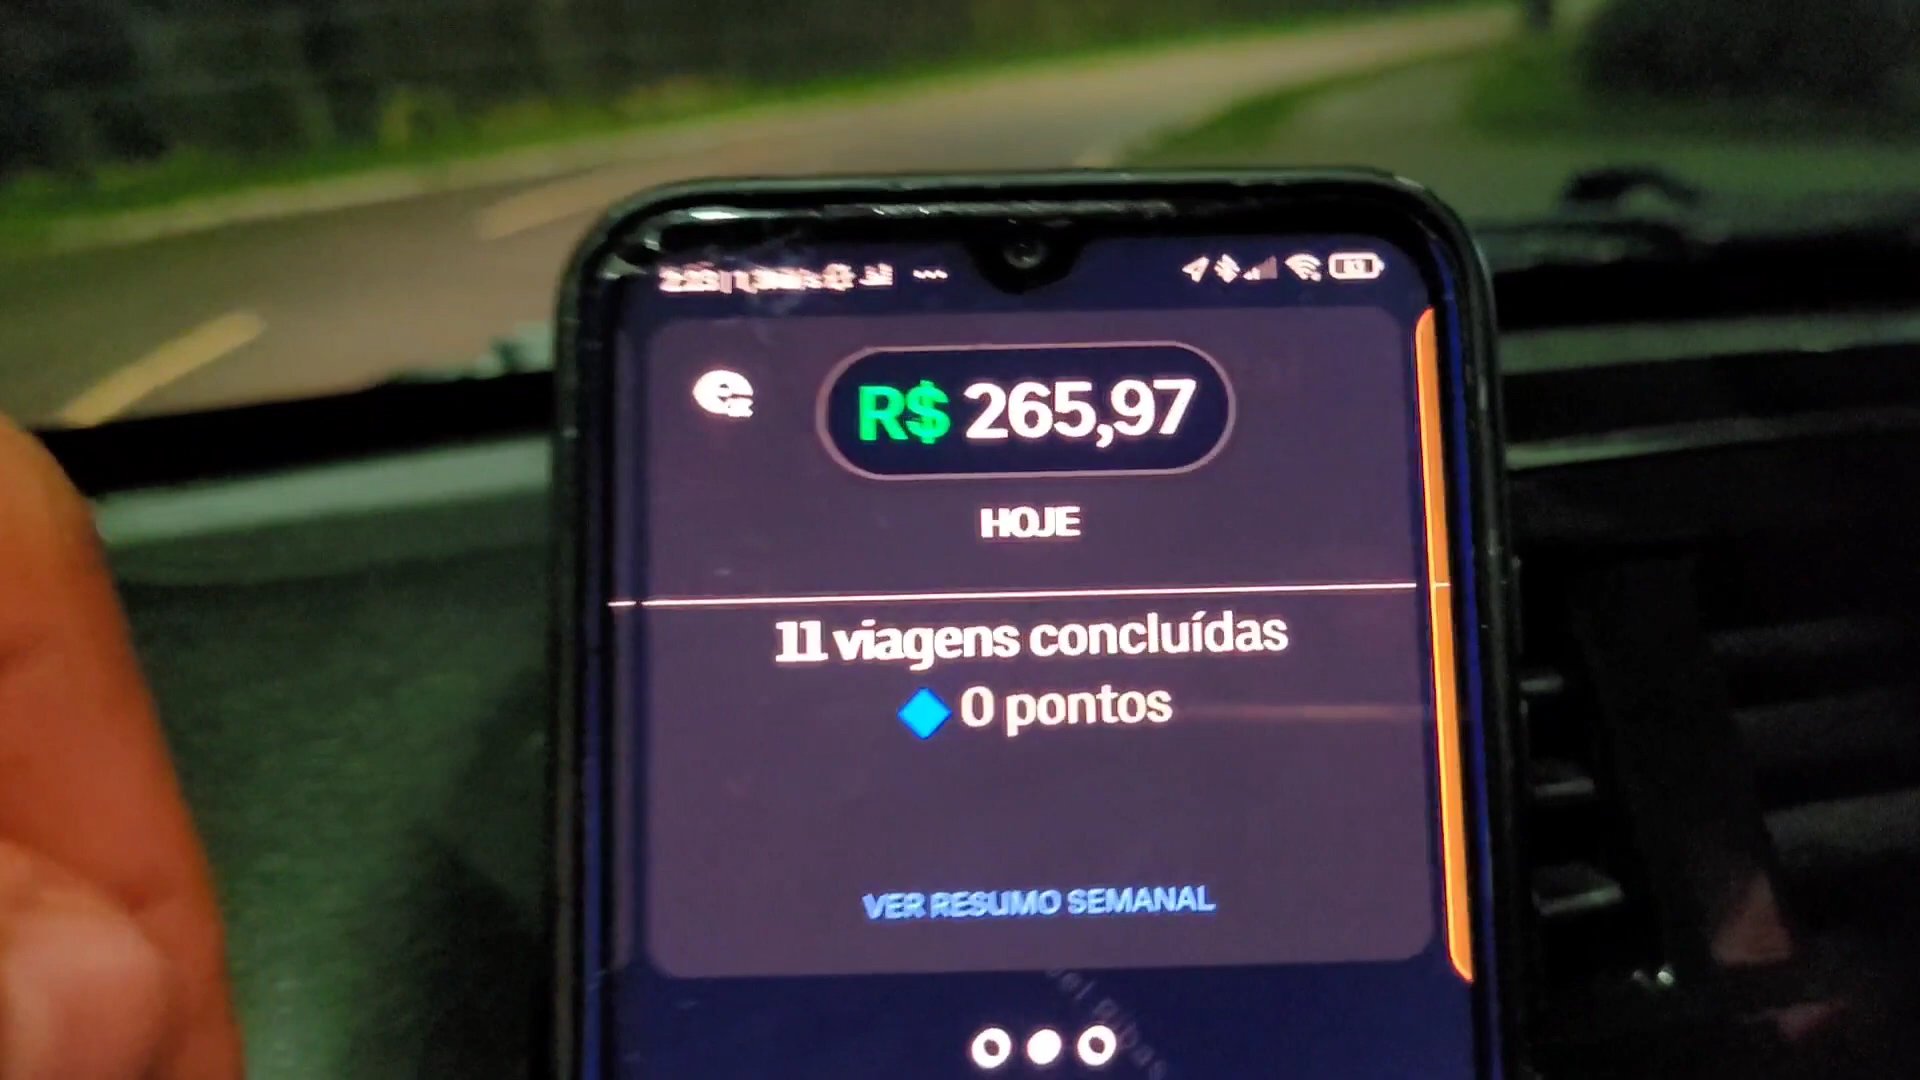 R$ 265,97
HOJE
11 viagens concluídas
0 pontos
VER RESUMO SEMANAL